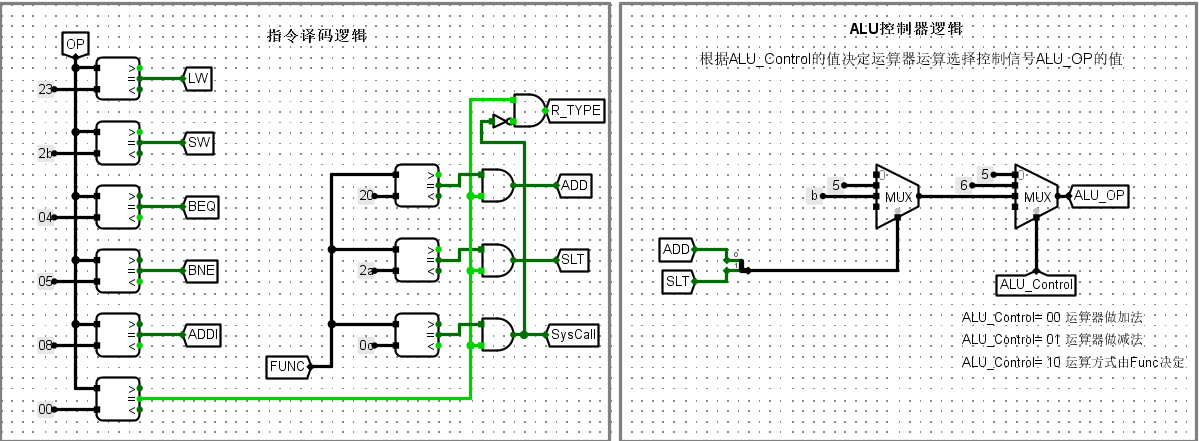 指令译码逻辑
OP
23
>
=
<
LW
2b
>
=
<
SW
04
>
=
<
BEQ
05
>
=
<
BNE
08
>
=
<
ADDI
00
>
=
<
R_TYPE
20
>
=
<
ADD
2a
>
=
<
SLT
0c
>
=
<
SysCall
FUNC
ALU控制器逻辑
根据ALU_Control的值决定运算器运算选择控制信号ALU_OP的值
5
b
0
MUX
5
6
0
MUX
ALU_OP
ADD
0
SLT
1
ALU_Control
ALU_Control= 00 运算器做加法
ALU_Control= 01 运算器做减法
ALU_Control= 10 运算方式由Func决定